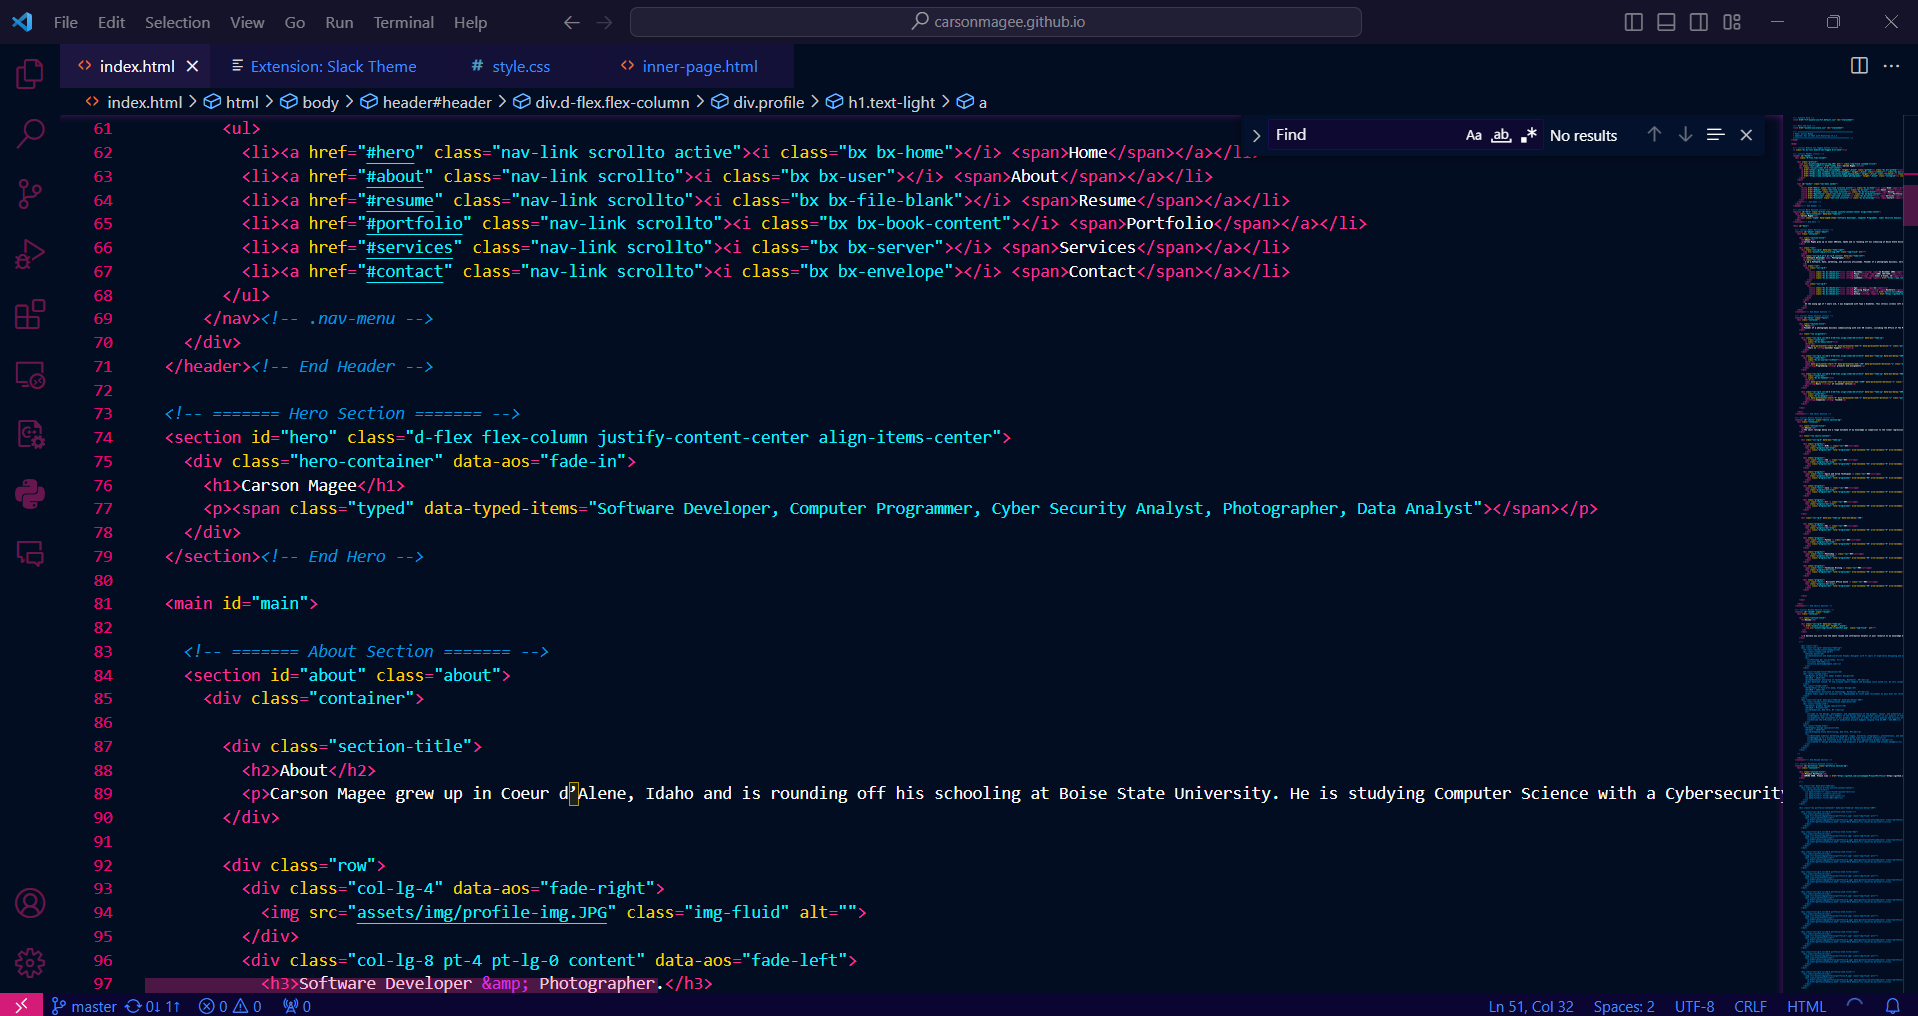 File Edit Selection View Go Run Terminal Help carsonmagee.github.io
index.html Extension: Slack Theme # style.css inner-page.html
index.html > html > body > header#header > div.d-flex.flex-column > div.profile > h1.text-light > a
Find Aa ab No results
61 <ul>
62 <li><a href="#hero" class="nav-link scrollto active"><i class="bx bx-home"></i> <span>Home</span></a></li>
63 <li><a href="#about" class="nav-link scrollto"><i class="bx bx-user"></i> <span>About</span></a></li>
64 <li><a href="#resume" class="nav-link scrollto"><i class="bx bx-file-blank"></i> <span>Resume</span></a></li>
65 <li><a href="#portfolio" class="nav-link scrollto"><i class="bx bx-book-content"></i> <span>Portfolio</span></a></li>
66 <li><a href="#services" class="nav-link scrollto"><i class="bx bx-server"></i> <span>Services</span></a></li>
67 <li><a href="#contact" class="nav-link scrollto"><i class="bx bx-envelope"></i> <span>Contact</span></a></li>
68 </ul>
69 </nav><!-- .nav-menu -->
70 </div>
71 </header><!-- End Header -->
72
73 <!-- ======= Hero Section ======= -->
74 <section id="hero" class="d-flex flex-column justify-content-center align-items-center">
75 <div class="hero-container" data-aos="fade-in">
76 <h1>Carson Magee</h1>
77 <p><span class="typed" data-typed-items="Software Developer, Computer Programmer, Cyber Security Analyst, Photographer, Data Analyst"></span></p>
78 </div>
79 </section><!-- End Hero -->
80
81 <main id="main">
82
83 <!-- ======= About Section ======= -->
84 <section id="about" class="about">
85 <div class="container">
86
87 <div class="section-title">
88 <h2>About</h2>
89 <p>Carson Magee grew up in Coeur d’Alene, Idaho and is rounding off his schooling at Boise State University. He is studying Computer Science with a Cybersecurity
90 </div>
91
92 <div class="row">
93 <div class="col-lg-4" data-aos="fade-right">
94 <img src="assets/img/profile-img.JPG" class="img-fluid" alt="">
95 </div>
96 <div class="col-lg-8 pt-4 pt-lg-0 content" data-aos="fade-left">
97 <h3>Software Developer &amp; Photographer.</h3>
master 0↓ 1↑ 0 0 0 Ln 51, Col 32 Spaces: 2 UTF-8 CRLF HTML